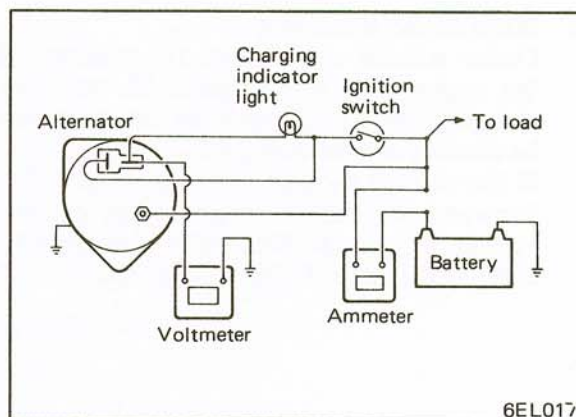 Charging
indicator
light
Ignition
switch
Alternator
To load
Battery
Voltmeter
Ammeter
6EL017